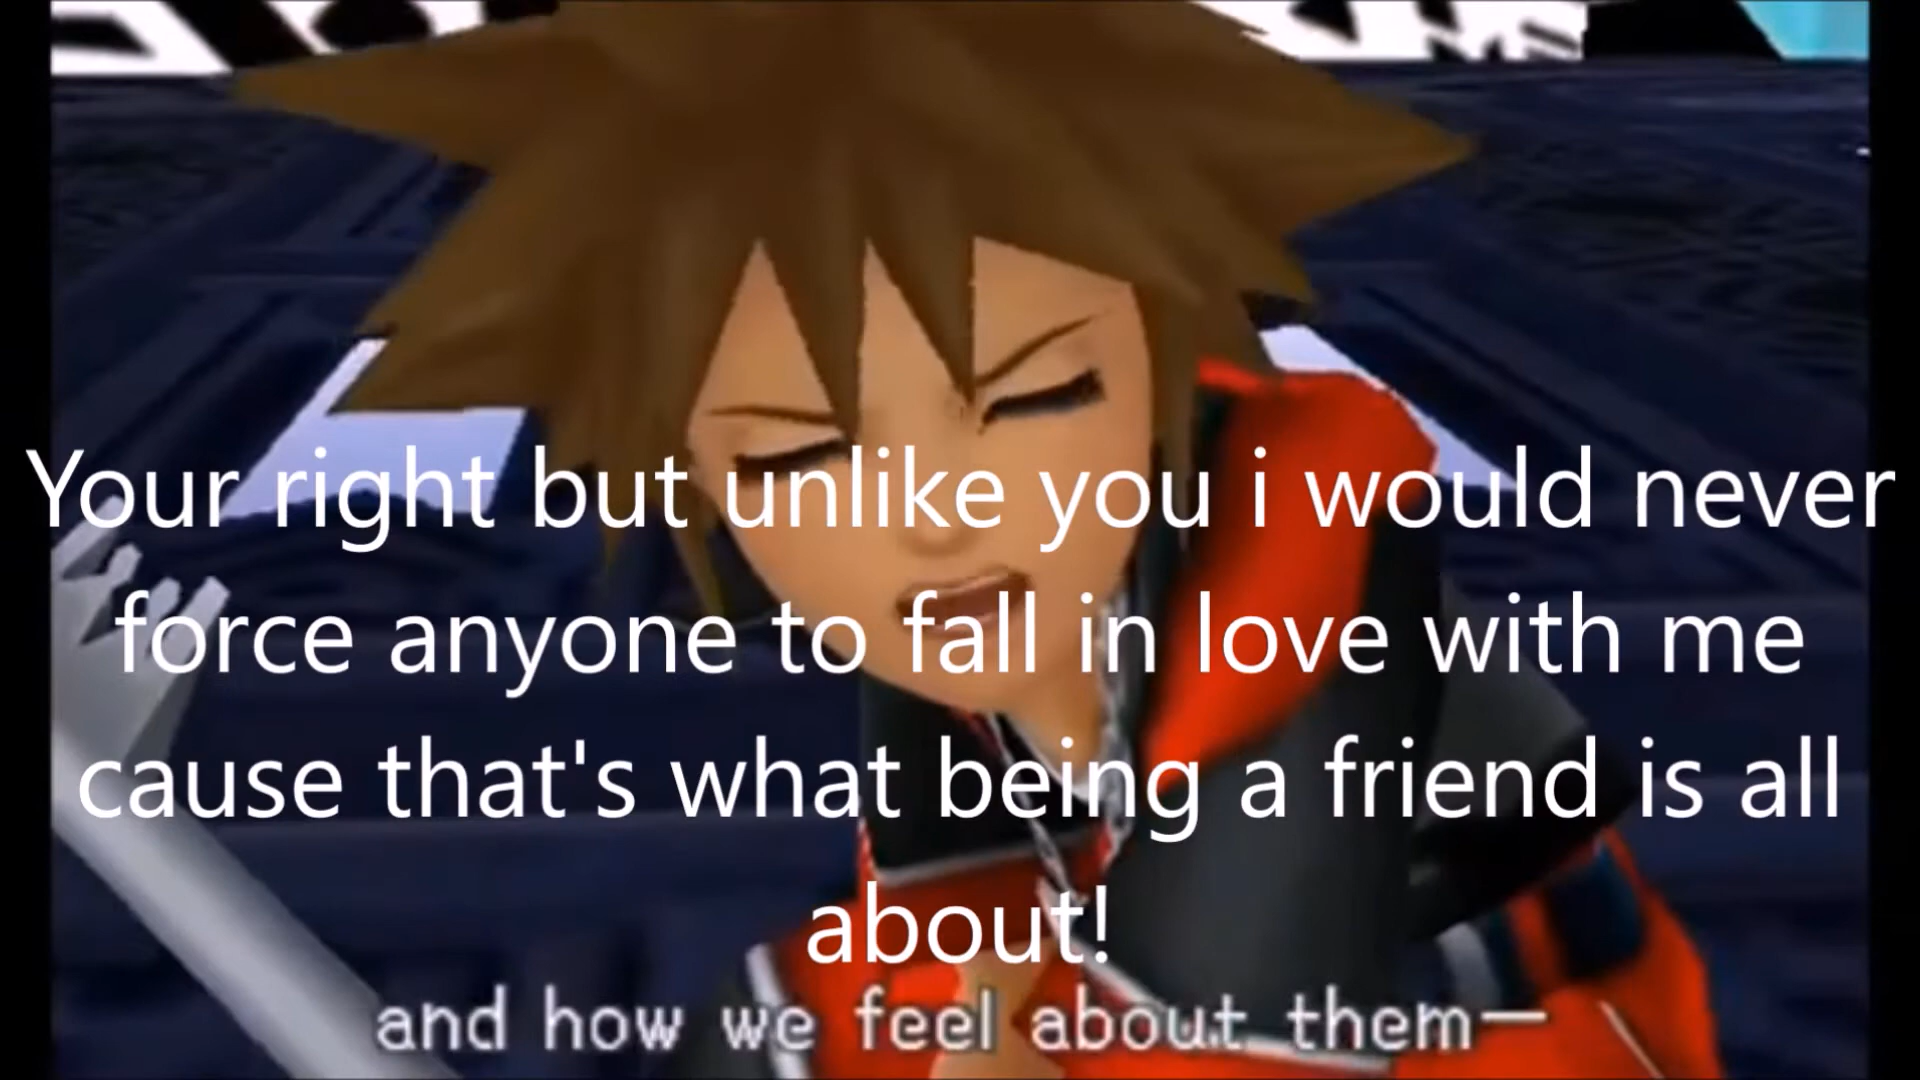 Your right but unlike you i would never
force anyone to fall in love with me
cause that's what being a friend is all
about!
and how we feel about them—